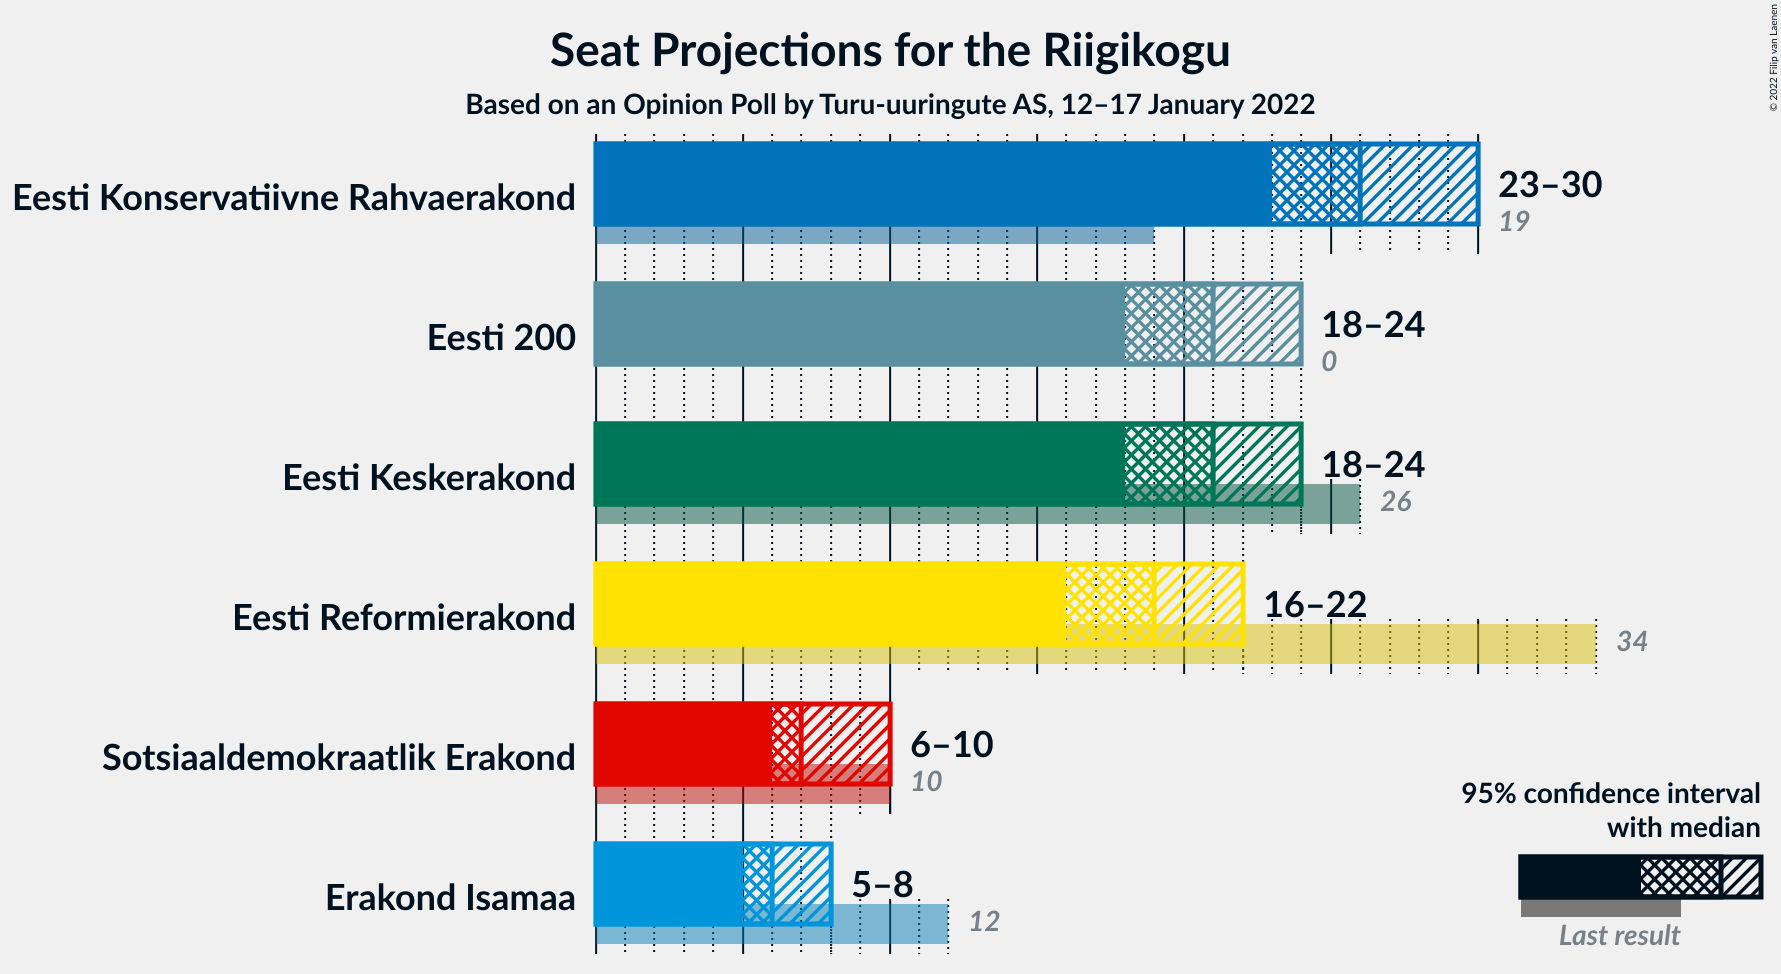 Seat Projections for the Riigikogu
Based on an Opinion Poll by Turu-uuringute AS, 12–17 January 2022
© 2022 Filip van Laenen
Eesti Konservatiivne Rahvaerakond
23–30
19
Eesti 200
18–24
0
Eesti Keskerakond
18–24
26
Eesti Reformierakond
16–22
34
Sotsiaaldemokraatlik Erakond
6–10
10
Erakond Isamaa
5–8
12
95% confidence interval
with median
Last result